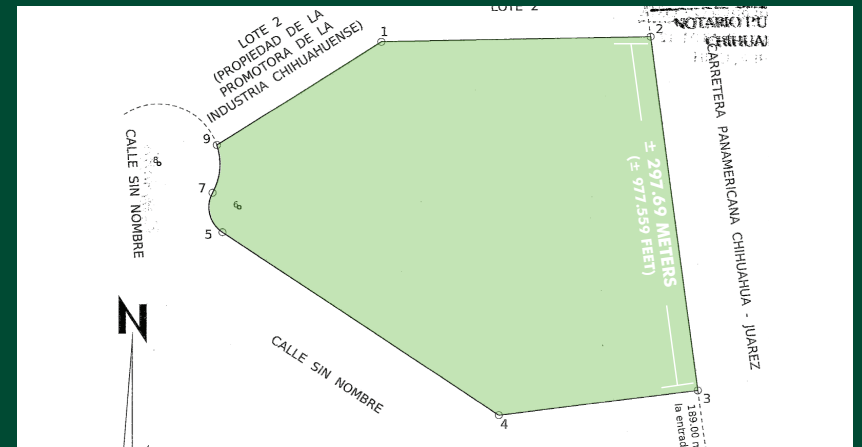 LOTE 2
NOTARIO PU
CHIHUA
LOTE 2
(PROPIEDAD DE LA
PROMOTORA DE LA
INDUSTRIA CHIHUAHUENSE)
1
2
CARRETERA PANAMERICANA CHIHUAHUA - JUAREZ
9
8
CALLE SIN NOMBRE
7
6
5
± 297.69 METERS
(± 977.559 FEET)
N
CALLE SIN NOMBRE
3
4
189.00 m
la entrad